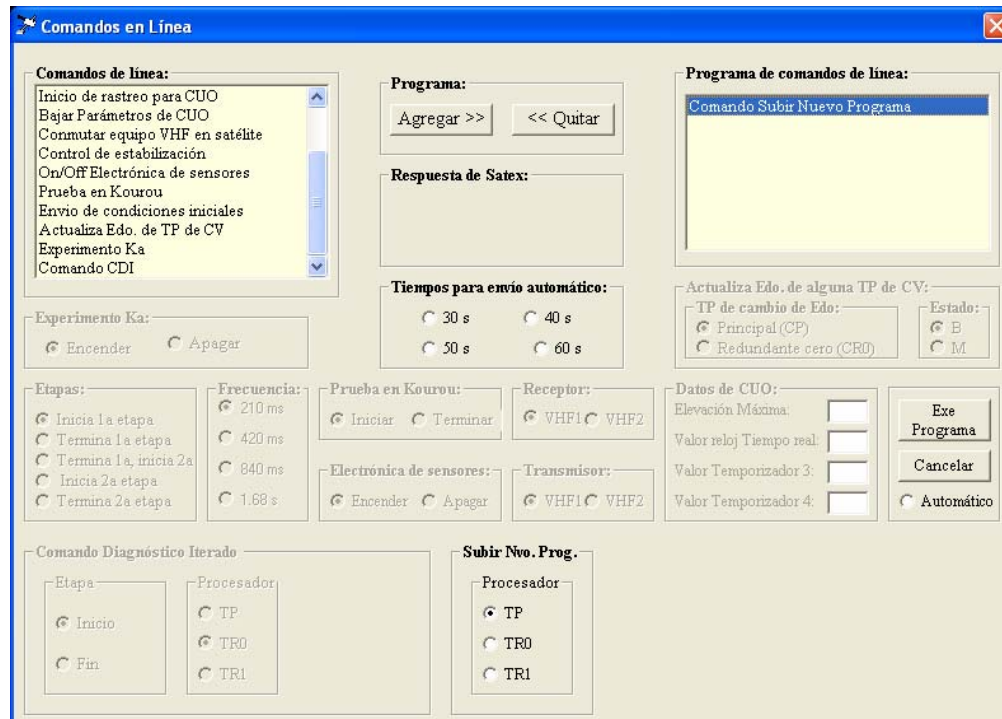 Comandos en Línea
Comandos de línea:
Inicio de rastreo para CUO
Bajar Parámetros de CUO
Conmutar equipo VHF en satélite
Control de estabilización
On/Off Electrónica de sensores
Prueba en Kourou
Envio de condiciones iniciales
Actualiza Edo. de TP de CV
Experimento Ka
Comando CDI
Programa:
Agregar >>
<< Quitar
Respuesta de Satex:
Programa de comandos de línea:
Comando Subir Nuevo Programa
Tiempos para envío automático:
30 s
40 s
50 s
60 s
Experimento Ka:
Encender
Apagar
Actualiza Edo. de alguna TP de CV:
TP de cambio de Edo:
Principal (CP)
Redundante cero (CR0)
Estado:
B
M
Etapas:
Inicia 1a etapa
Termina 1a etapa
Termina 1a, inicia 2a
Inicia 2a etapa
Termina 2a etapa
Frecuencia:
210 ms
420 ms
840 ms
1.68 s
Prueba en Kourou:
Iniciar
Terminar
Electrónica de sensores:
Encender
Apagar
Receptor:
VHF1
VHF2
Transmisor:
VHF1
VHF2
Datos de CUO:
Elevación Máxima:
Valor reloj Tiempo real:
Valor Temporizador 3:
Valor Temporizador 4:
Exe
Programa
Cancelar
Automático
Comando Diagnóstico Iterado
Etapa
Inicio
Fin
Procesador
TP
TR0
TR1
Subir Nvo. Prog.
Procesador
TP
TR0
TR1